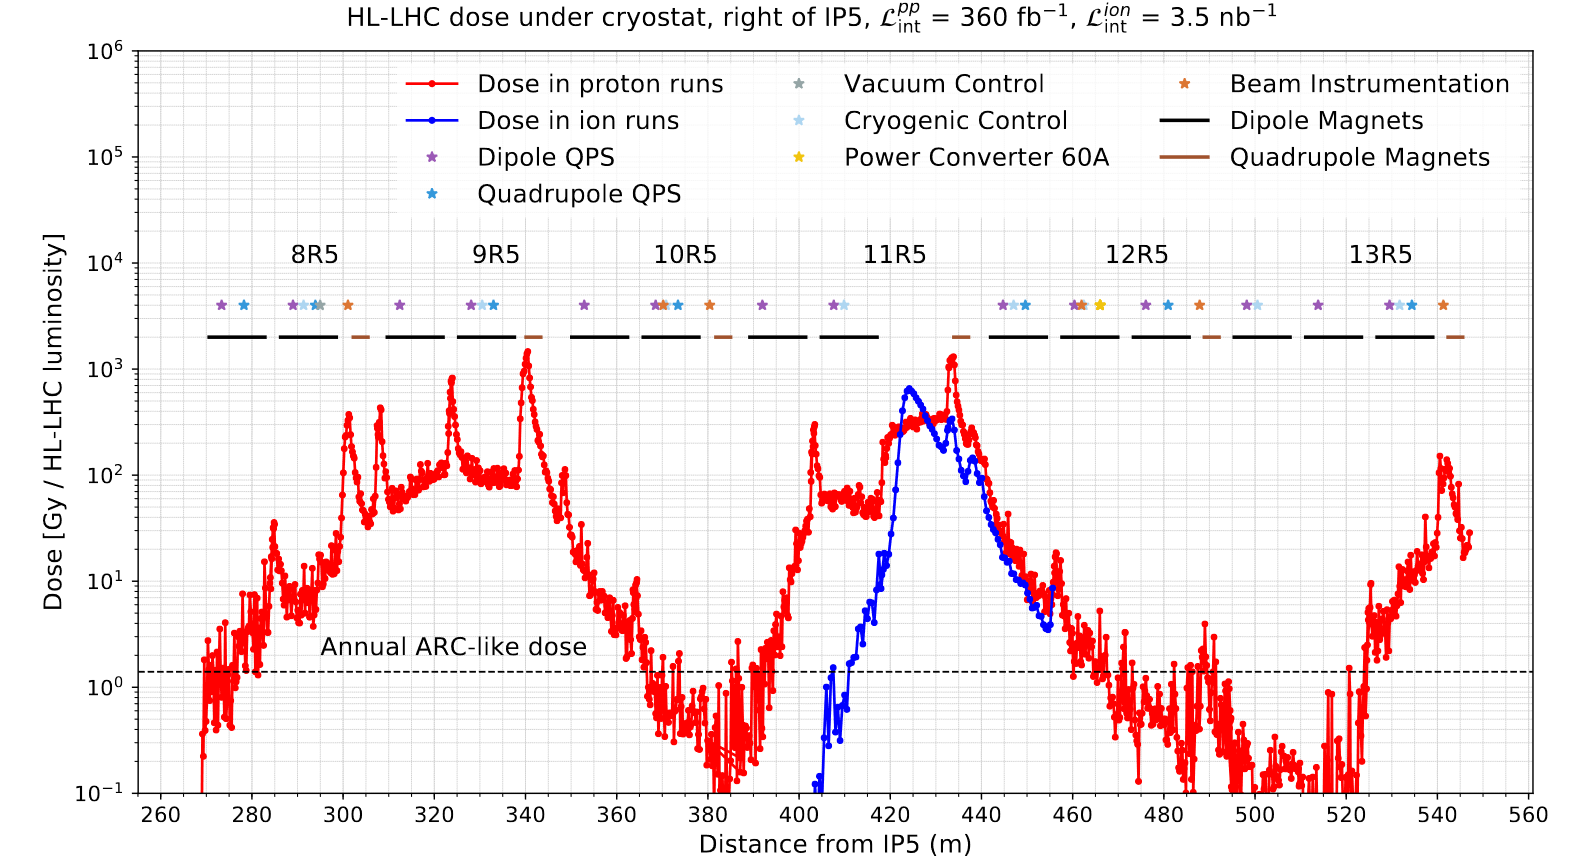 HL-LHC dose under cryostat, right of IP5, ℒ^{pp}_{int} = 360 fb⁻¹, ℒ^{ion}_{int} = 3.5 nb⁻¹
Dose in proton runs
Dose in ion runs
Dipole QPS
Quadrupole QPS
Vacuum Control
Cryogenic Control
Power Converter 60A
Beam Instrumentation
Dipole Magnets
Quadrupole Magnets
8R5 9R5 10R5 11R5 12R5 13R5
Annual ARC-like dose
Dose [Gy / HL-LHC luminosity]
10⁶
10⁵
10⁴
10³
10²
10¹
10⁰
10⁻¹
260 280 300 320 340 360 380 400 420 440 460 480 500 520 540 560
Distance from IP5 (m)